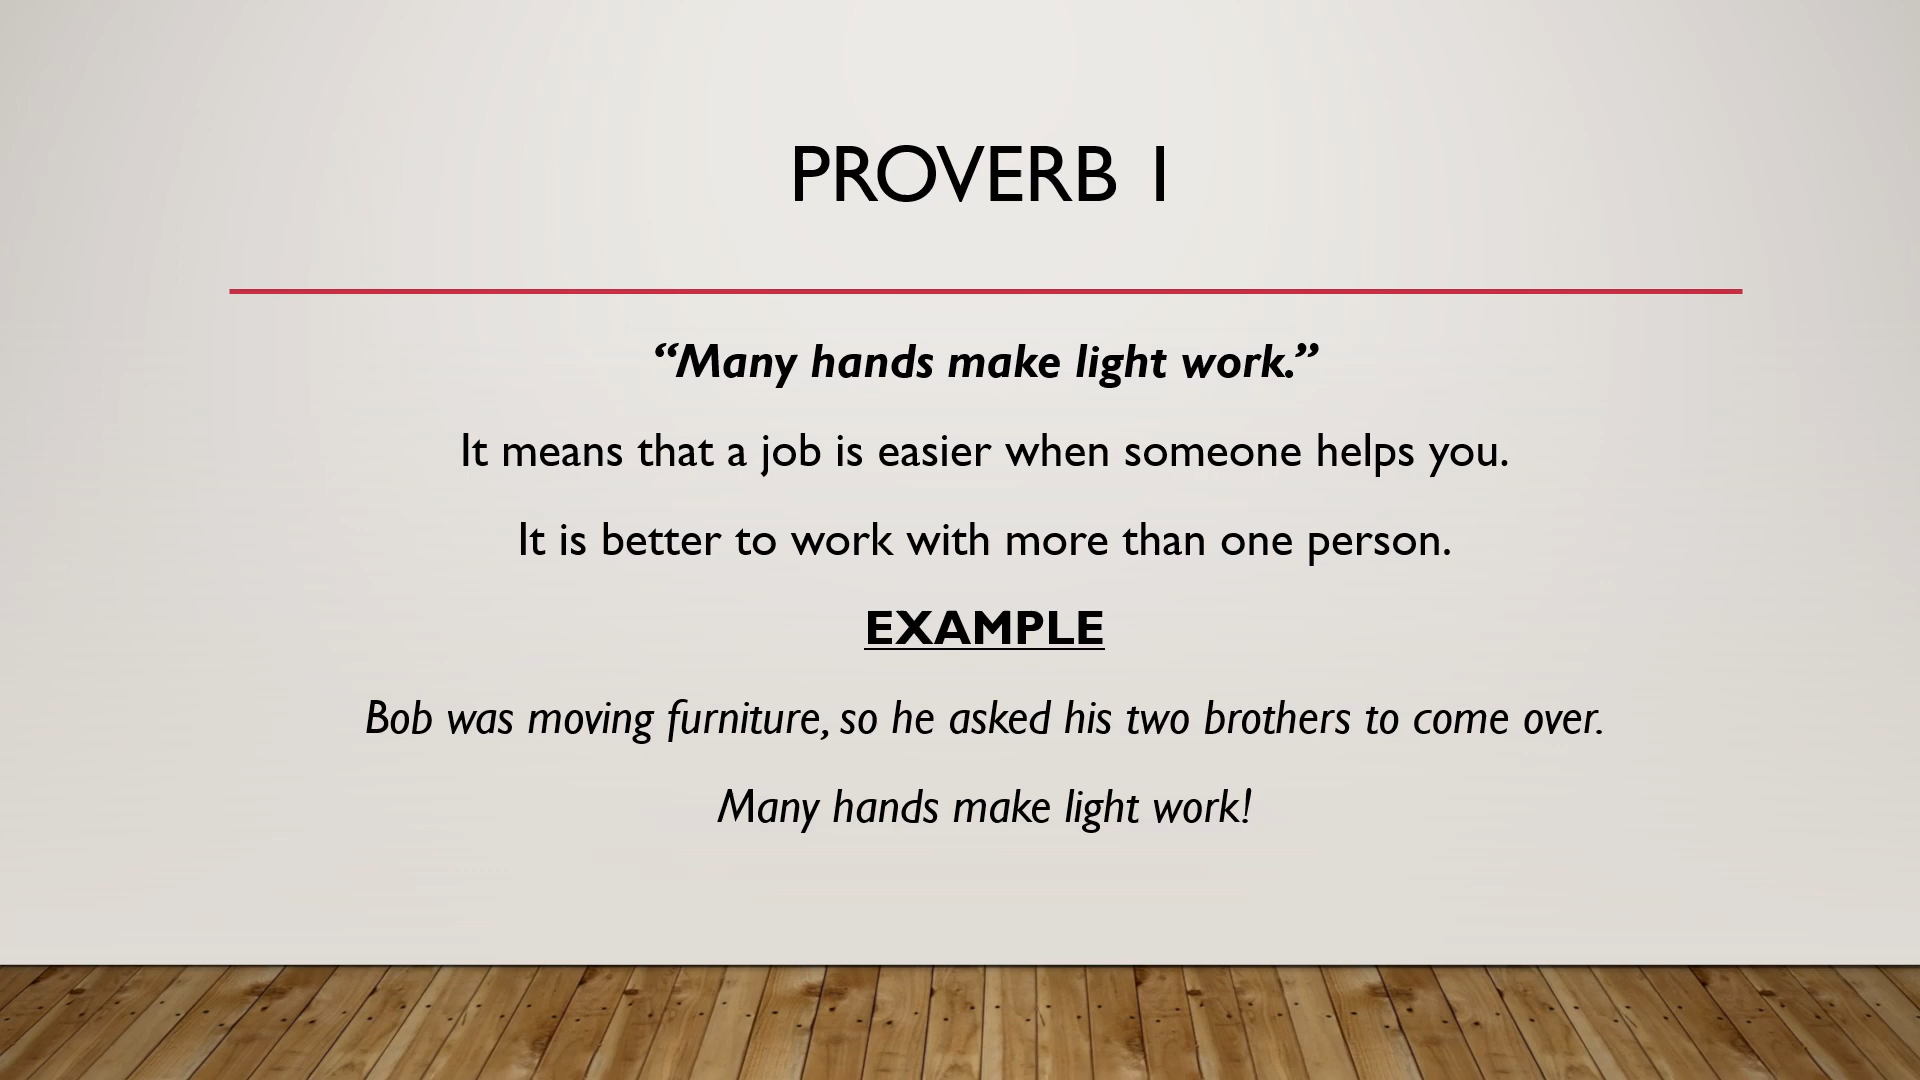 PROVERB 1
“Many hands make light work.”
It means that a job is easier when someone helps you.
It is better to work with more than one person.
EXAMPLE
Bob was moving furniture, so he asked his two brothers to come over.
Many hands make light work!